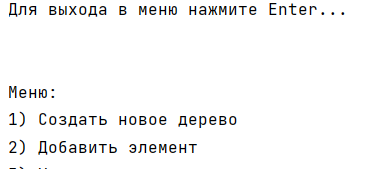 Для выхода в меню нажмите Enter...
Меню:
1) Создать новое дерево
2) Добавить элемент